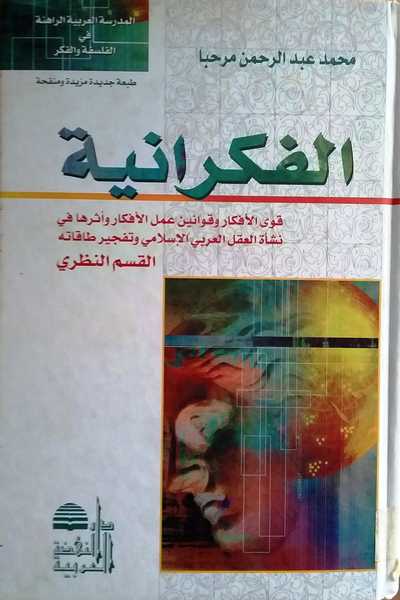 المدرسة العربية الراهنة
في
الفلسفة والفكر
طبعة جديدة مزيدة ومنقحة
محمد عبد الرحمن مرحبا
الفكرانية
قوى الأفكار وقوانين عمل الأفكار وأثرها في
نشأة العقل العربي الإسلامي وتفجير طاقاته
القسم النظري
دار
النهضة
العربية